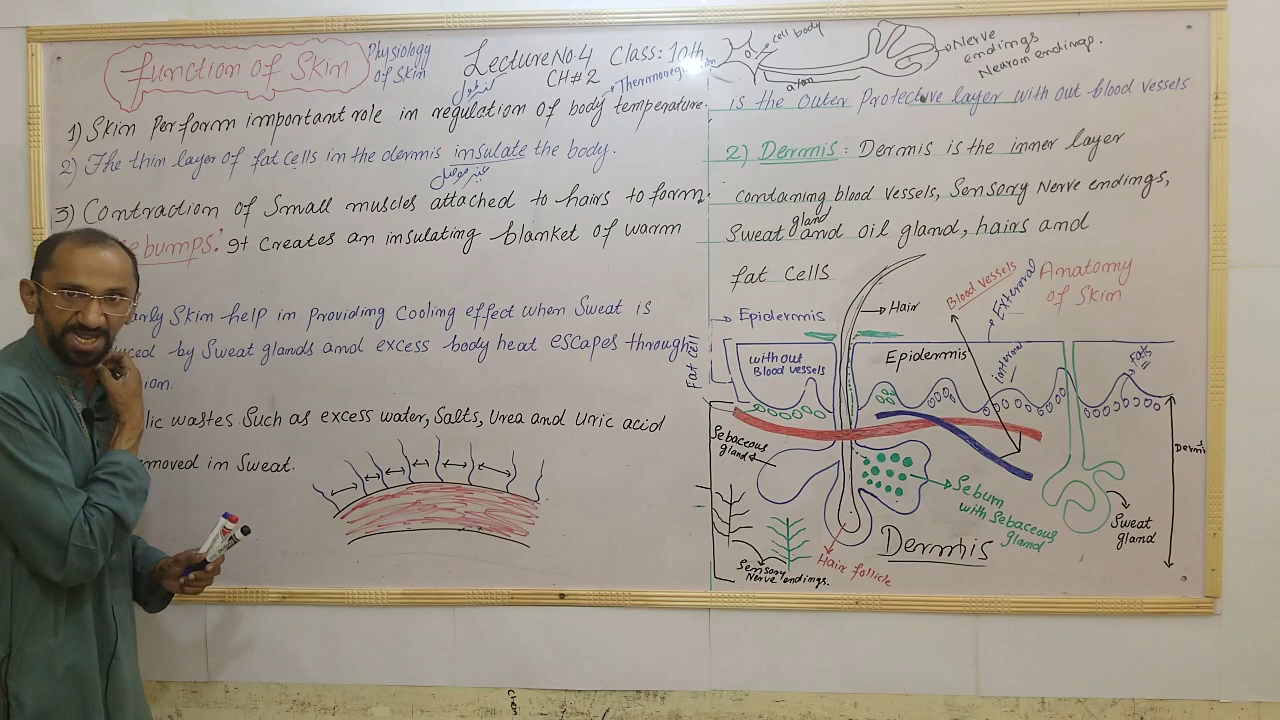 Function of Skin
Physiology
of Skin
Lecture No.4 Class: 10th
CH#2
کنٹرول
Thermoregulation
1) Skin Perform important role in regulation of body temperature.
2) The thin layer of fat cells in the dermis insulate the body.
غیر موصل
3) Contraction of Small muscles attached to hairs to form
bumps. It creates an insulating blanket of warm
Skin help in Providing Cooling effect when Sweat is
by Sweat glands and excess body heat escapes through
wastes Such as excess water, Salts, Urea and Uric acid
in Sweat.
cell body
axon
Nerve
endings
Neuron endings.
is the Outer Protective layer with out blood vessels
2) Dermis: Dermis is the inner layer
containing blood vessels, Sensory Nerve endings,
gland
Sweat and oil gland, hairs and
fat cells
Anatomy
of Skin
Blood vessels
External
Hair
Epidermis
Fat cell
without
Blood vessels
Epidermis
internal
Fats
Sebaceous
gland
Dermis
Sebum
with Sebaceous
gland
Sweat
gland
Dermis
Hair follicle
Sensory
Nerve endings.